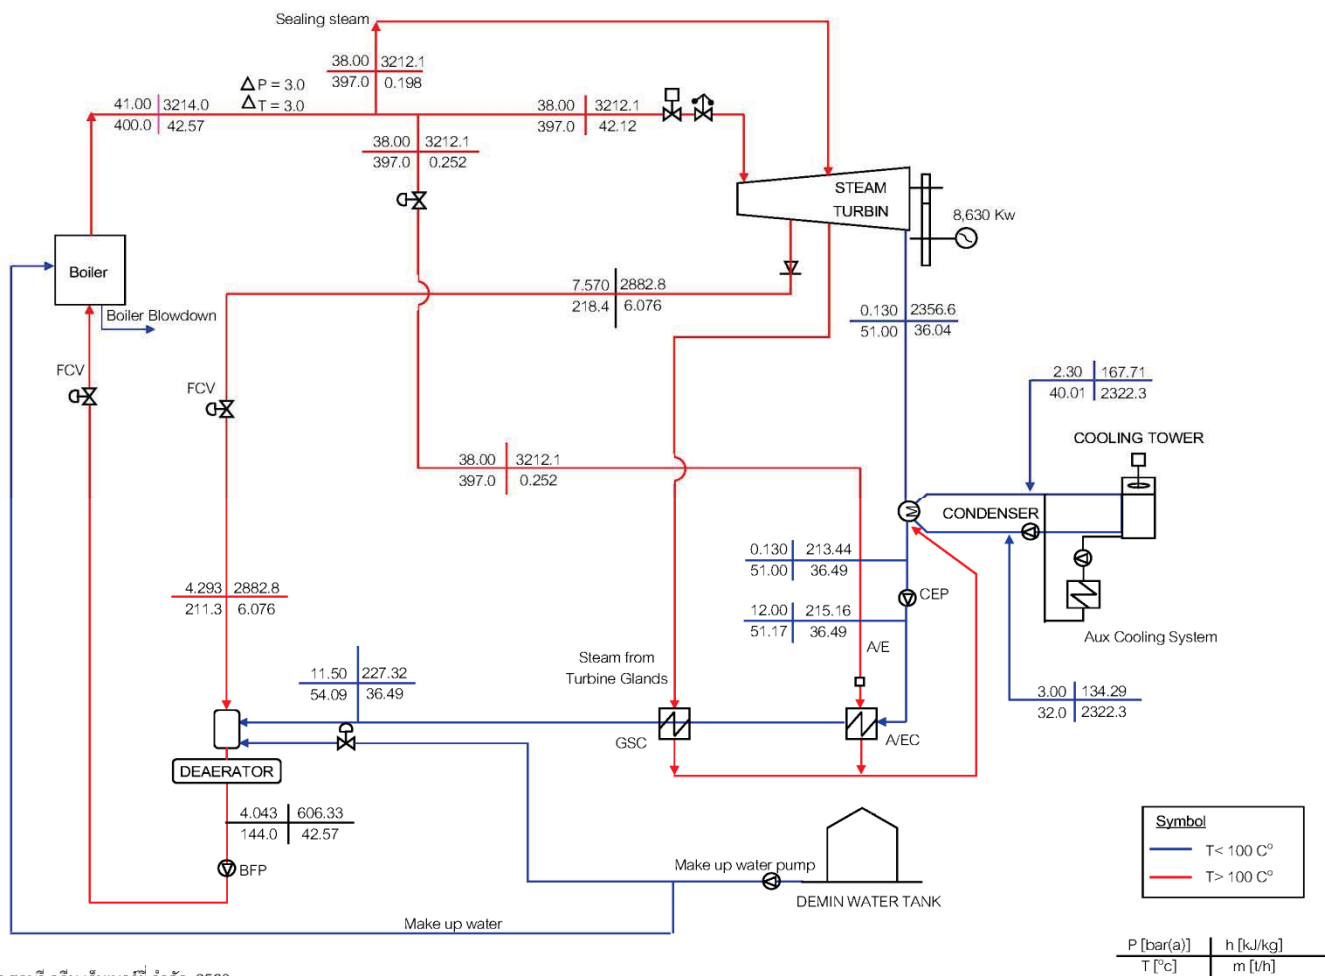 Sealing steam
38.00 3212.1
397.0 0.198
△ P = 3.0
△ T = 3.0
41.00 3214.0
400.0 42.57
38.00 3212.1
397.0 42.12
38.00 3212.1
397.0 0.252
STEAM
TURBIN
8,630 Kw
Boiler
Boiler Blowdown
7.570 2882.8
218.4 6.076
0.130 2356.6
51.00 36.04
FCV
FCV
2.30 167.71
40.01 2322.3
COOLING TOWER
38.00 3212.1
397.0 0.252
M
CONDENSER
0.130 213.44
51.00 36.49
CEP
4.293 2882.8
211.3 6.076
12.00 215.16
51.17 36.49
A/E
Aux Cooling System
Steam from
Turbine Glands
11.50 227.32
54.09 36.49
3.00 134.29
32.0 2322.3
GSC
A/EC
DEAERATOR
4.043 606.33
144.0 42.57
BFP
Make up water pump
DEMIN WATER TANK
Make up water
Symbol
T< 100 C°
T> 100 C°
P [bar(a)] h [kJ/kg]
T [°c] m [t/h]